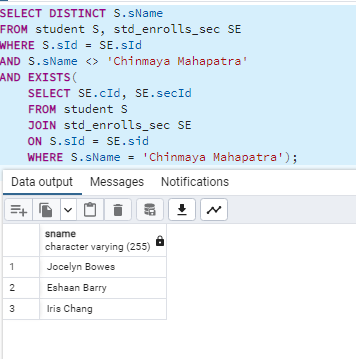 SELECT DISTINCT S.sName
FROM student S, std_enrolls_sec SE
WHERE S.sId = SE.sId
AND S.sName <> 'Chinmaya Mahapatra'
AND EXISTS(
SELECT SE.cId, SE.secId
FROM student S
JOIN std_enrolls_sec SE
ON S.sId = SE.sid
WHERE S.sName = 'Chinmaya Mahapatra');
Data output Messages Notifications
sname
character varying (255)
1 Jocelyn Bowes
2 Eshaan Barry
3 Iris Chang